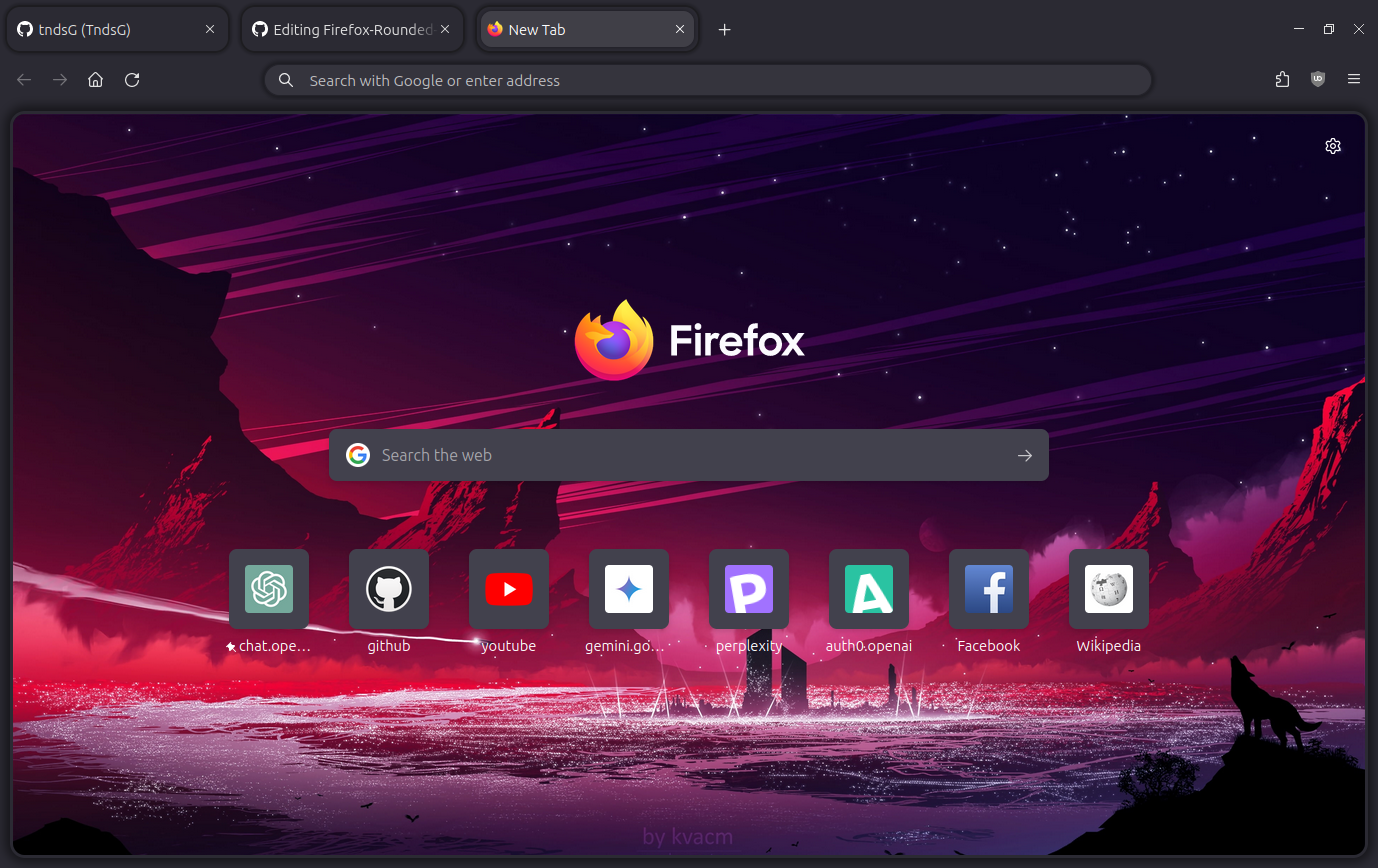 tndsG (TndsG)
Editing Firefox-Rounded-
New Tab
Search with Google or enter address
Firefox
Search the web
chat.ope…
github
youtube
gemini.go…
perplexity
auth0.openai
Facebook
Wikipedia
by kvacm